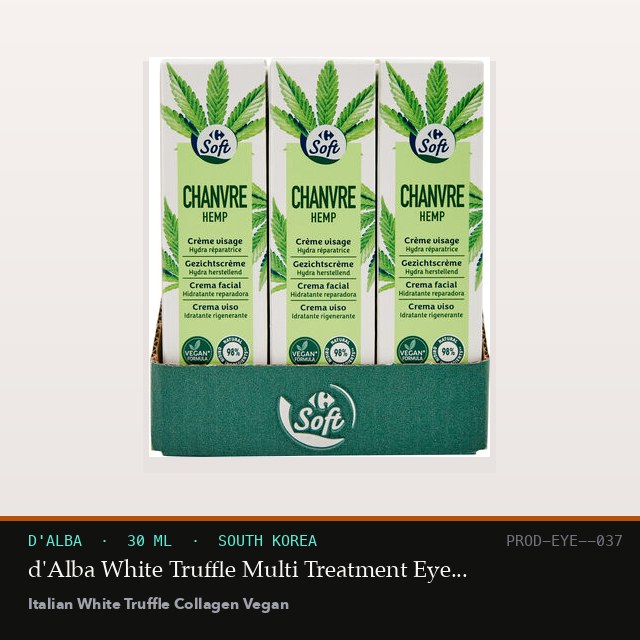 Soft
CHANVRE
HEMP
Crème visage
Hydra réparatrice
Gezichtscrème
Hydra herstellend
Crema facial
Hidratante reparadora
Crema viso
Idratante rigenerante
VEGAN*
FORMULA
NATURAL
98%
Soft
CHANVRE
HEMP
Crème visage
Hydra réparatrice
Gezichtscrème
Hydra herstellend
Crema facial
Hidratante reparadora
Crema viso
Idratante rigenerante
VEGAN*
FORMULA
NATURAL
98%
Soft
CHANVRE
HEMP
Crème visage
Hydra réparatrice
Gezichtscrème
Hydra herstellend
Crema facial
Hidratante reparadora
Crema viso
Idratante rigenerante
VEGAN*
FORMULA
NATURAL
98%
Soft
D'ALBA · 30 ML · SOUTH KOREA
PROD—EYE——037
d'Alba White Truffle Multi Treatment Eye...
Italian White Truffle Collagen Vegan